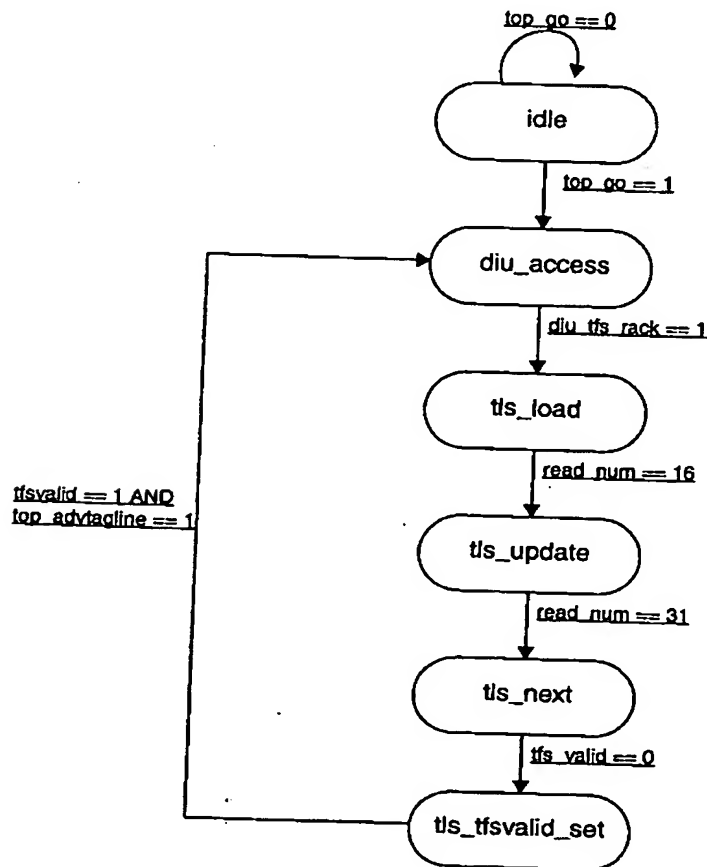 top_go == 0
idle
top_go == 1
diu_access
diu_tfs_rack == 1
tls_load
read_num == 16
tfsvalid == 1 AND
top_advtagline == 1
tls_update
read_num == 31
tls_next
tfs_valid == 0
tls_tfsvalid_set